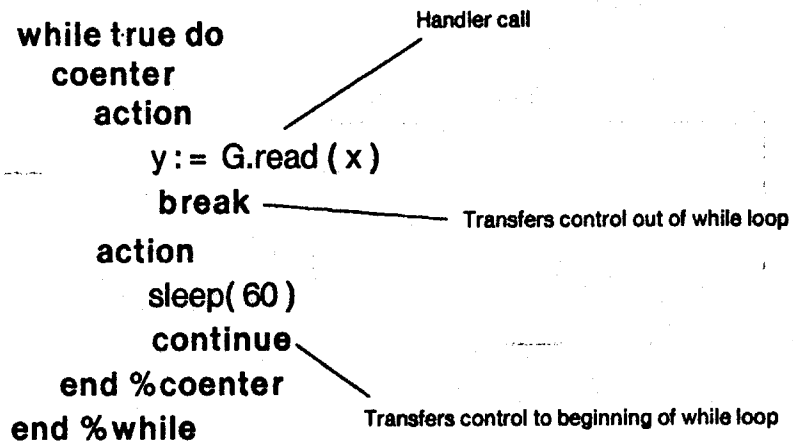 Handler call
while true do
coenter
action
y := G.read ( x )
break
Transfers control out of while loop
action
sleep( 60 )
continue
end %coenter
Transfers control to beginning of while loop
end %while